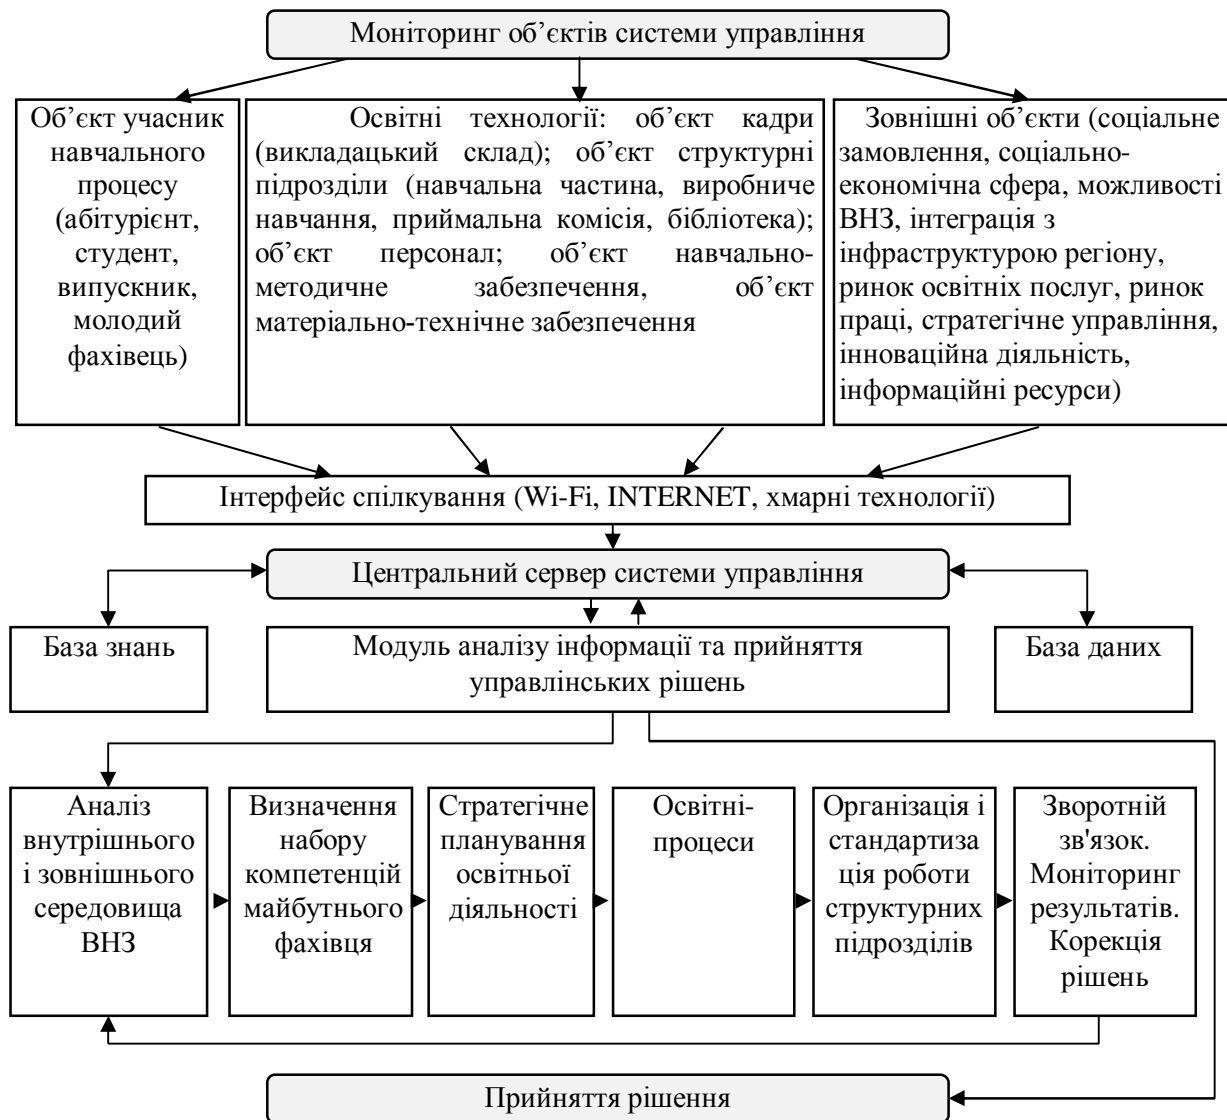 Моніторинг об’єктів системи управління
Об’єкт учасник
навчального
процесу
(абітурієнт,
студент,
випускник,
молодий
фахівець)
Освітні технології: об’єкт кадри
(викладацький склад); об’єкт структурні
підрозділи (навчальна частина, виробниче
навчання, приймальна комісія, бібліотека);
об’єкт персонал; об’єкт навчально-
методичне забезпечення, об’єкт
матеріально-технічне забезпечення
Зовнішні об’єкти (соціальне
замовлення, соціально-
економічна сфера, можливості
ВНЗ, інтеграція з
інфраструктурою регіону,
ринок освітніх послуг, ринок
праці, стратегічне управління,
інноваційна діяльність,
інформаційні ресурси)
Інтерфейс спілкування (Wi-Fi, INTERNET, хмарні технології)
Центральний сервер системи управління
База знань
Модуль аналізу інформації та прийняття
управлінських рішень
База даних
Аналіз
внутрішнього
і зовнішнього
середовища
ВНЗ
Визначення
набору
компетенцій
майбутнього
фахівця
Стратегічне
планування
освітньої
діяльності
Освітні-
процеси
Організація і
стандартиза
ція роботи
структурних
підрозділів
Зворотній
зв'язок.
Моніторинг
результатів.
Корекція
рішень
Прийняття рішення